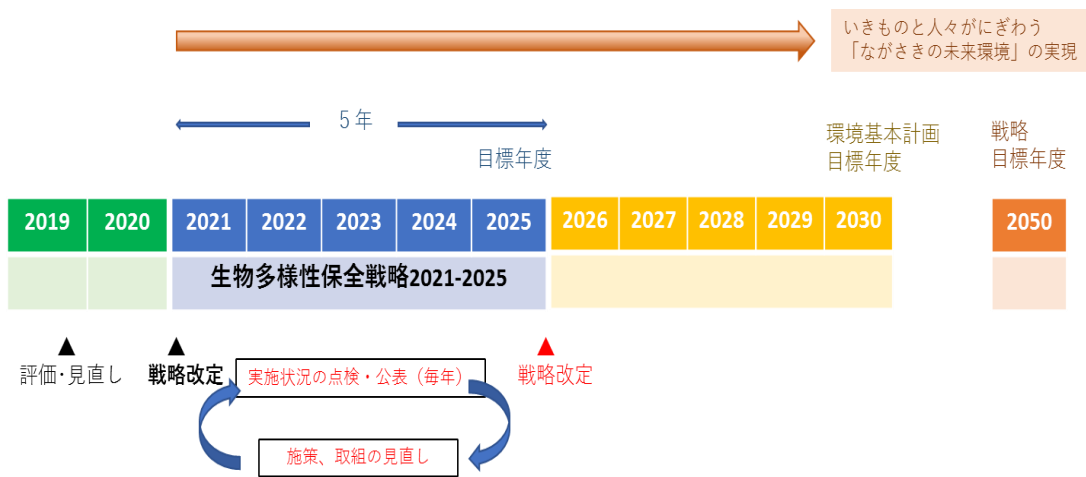 いきものと人々がにぎわう
「ながさきの未来環境」の実現
5年
目標年度
環境基本計画
目標年度
戦略
目標年度
2019 2020 2021 2022 2023 2024 2025 2026 2027 2028 2029 2030 2050
生物多様性保全戦略2021-2025
▲ ▲ ▲
評価・見直し 戦略改定 実施状況の点検・公表（毎年） 戦略改定
施策、取組の見直し